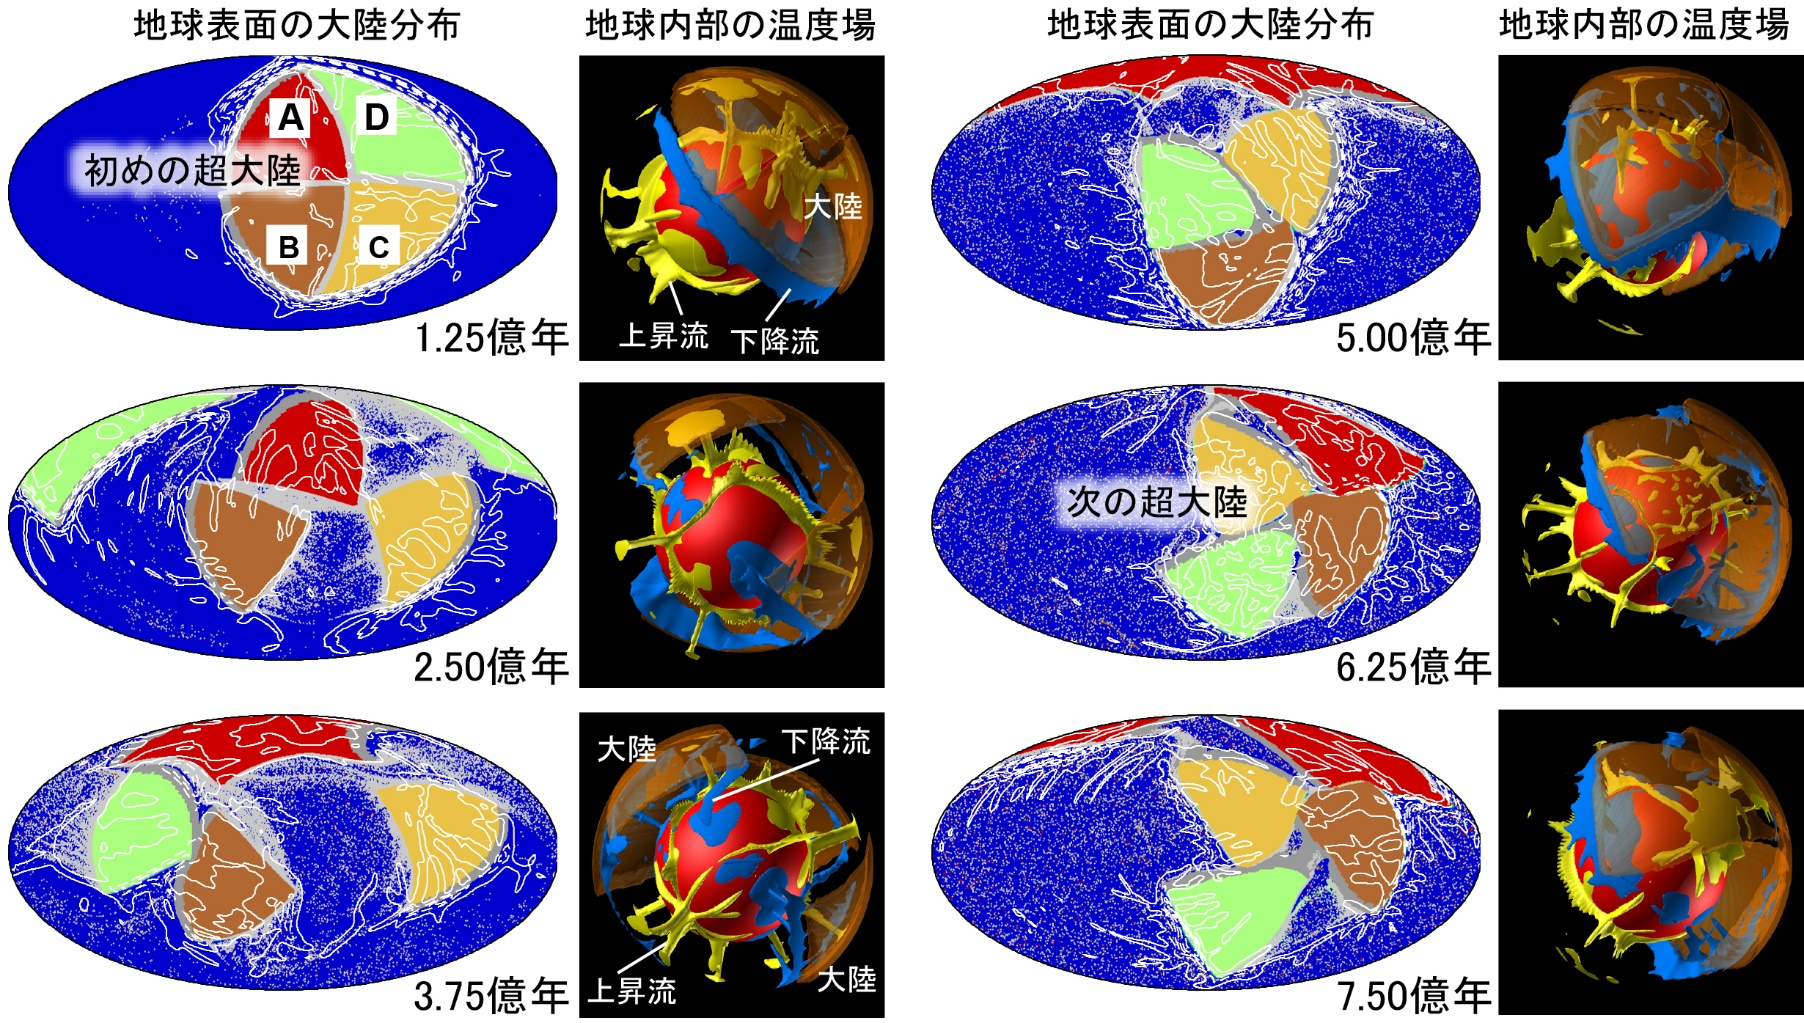 地球表面の大陸分布
地球内部の温度場
地球表面の大陸分布
地球内部の温度場
A
D
初めの超大陸
B
C
1.25億年
大陸
上昇流
下降流
5.00億年
2.50億年
次の超大陸
6.25億年
大陸
下降流
上昇流
大陸
3.75億年
7.50億年